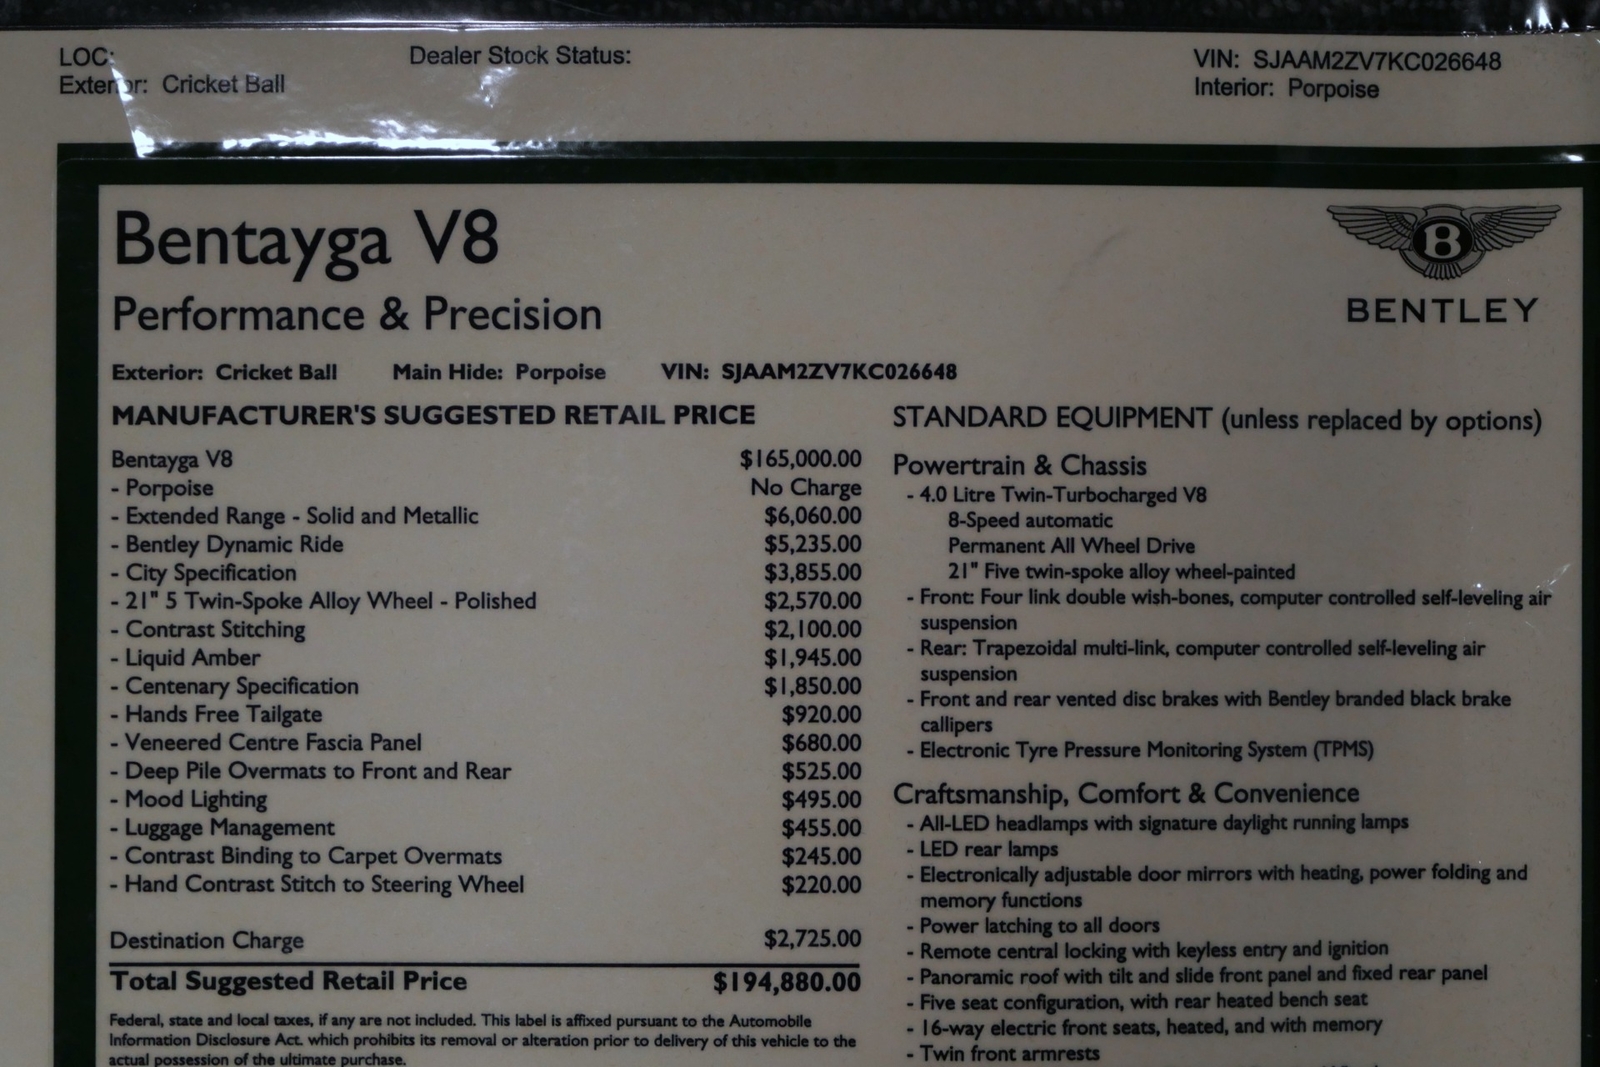 LOC:
Dealer Stock Status:
VIN: SJAAM2ZV7KC026648
Exterior: Cricket Ball
Interior: Porpoise
Bentayga V8
Performance & Precision
B
BENTLEY
Exterior: Cricket Ball Main Hide: Porpoise VIN: SJAAM2ZV7KC026648
MANUFACTURER'S SUGGESTED RETAIL PRICE
Bentayga V8 $165,000.00
- Porpoise No Charge
- Extended Range - Solid and Metallic $6,060.00
- Bentley Dynamic Ride $5,235.00
- City Specification $3,855.00
- 21" 5 Twin-Spoke Alloy Wheel - Polished $2,570.00
- Contrast Stitching $2,100.00
- Liquid Amber $1,945.00
- Centenary Specification $1,850.00
- Hands Free Tailgate $920.00
- Veneered Centre Fascia Panel $680.00
- Deep Pile Overmats to Front and Rear $525.00
- Mood Lighting $495.00
- Luggage Management $455.00
- Contrast Binding to Carpet Overmats $245.00
- Hand Contrast Stitch to Steering Wheel $220.00
Destination Charge $2,725.00
Total Suggested Retail Price $194,880.00
Federal, state and local taxes, if any are not included. This label is affixed pursuant to the Automobile
Information Disclosure Act. which prohibits its removal or alteration prior to delivery of this vehicle to the
actual possession of the ultimate purchase.
STANDARD EQUIPMENT (unless replaced by options)
Powertrain & Chassis
- 4.0 Litre Twin-Turbocharged V8
8-Speed automatic
Permanent All Wheel Drive
21" Five twin-spoke alloy wheel-painted
- Front: Four link double wish-bones, computer controlled self-leveling air
suspension
- Rear: Trapezoidal multi-link, computer controlled self-leveling air
suspension
- Front and rear vented disc brakes with Bentley branded black brake
callipers
- Electronic Tyre Pressure Monitoring System (TPMS)
Craftsmanship, Comfort & Convenience
- All-LED headlamps with signature daylight running lamps
- LED rear lamps
- Electronically adjustable door mirrors with heating, power folding and
memory functions
- Power latching to all doors
- Remote central locking with keyless entry and ignition
- Panoramic roof with tilt and slide front panel and fixed rear panel
- Five seat configuration, with rear heated bench seat
- 16-way electric front seats, heated, and with memory
- Twin front armrests